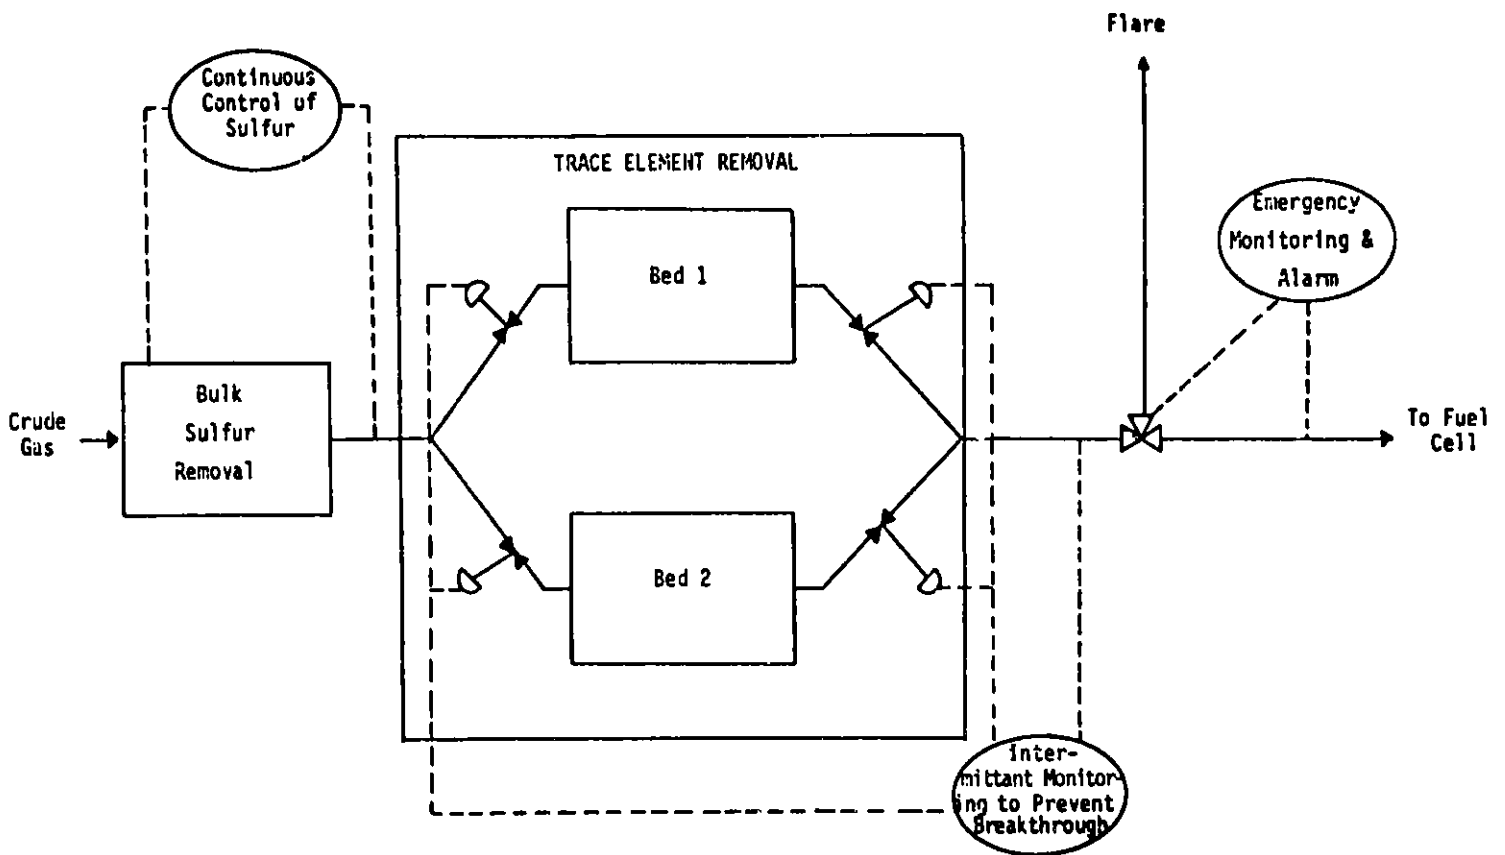 Flare
Continuous
Control of
Sulfur
TRACE ELEMENT REMOVAL
Emergency
Monitoring &
Alarm
Bed 1
Bulk
Sulfur
Removal
Crude
Gas
To Fuel
Cell
Bed 2
Inter-
mittant Monitor-
ing to Prevent
Breakthrough